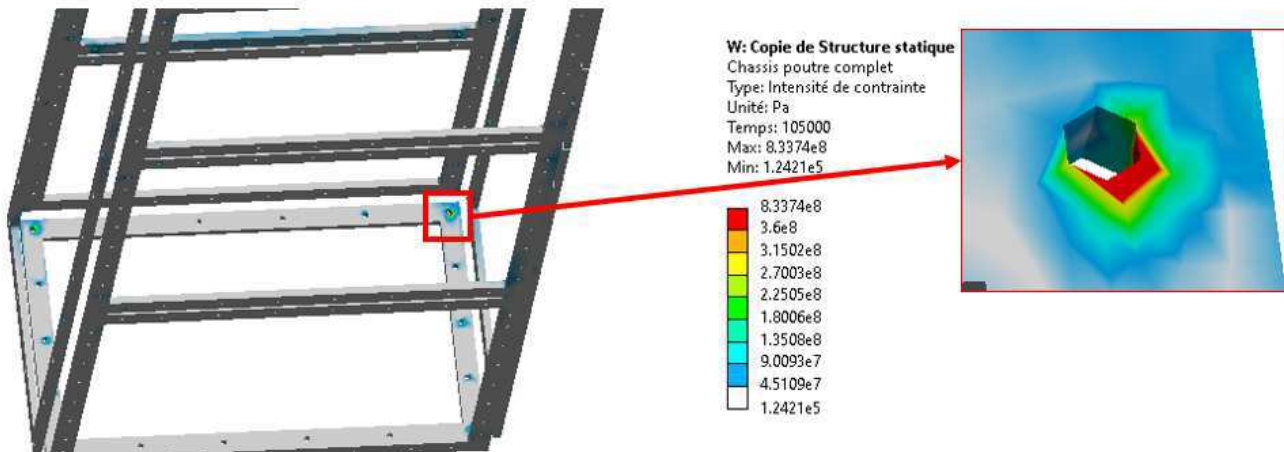 W: Copie de Structure statique
Chassis poutre complet
Type: Intensité de contrainte
Unité: Pa
Temps: 105000
Max: 8.3374e8
Min: 1.2421e5
8.3374e8
3.6e8
3.1502e8
2.7003e8
2.2505e8
1.8006e8
1.3508e8
9.0093e7
4.5109e7
1.2421e5